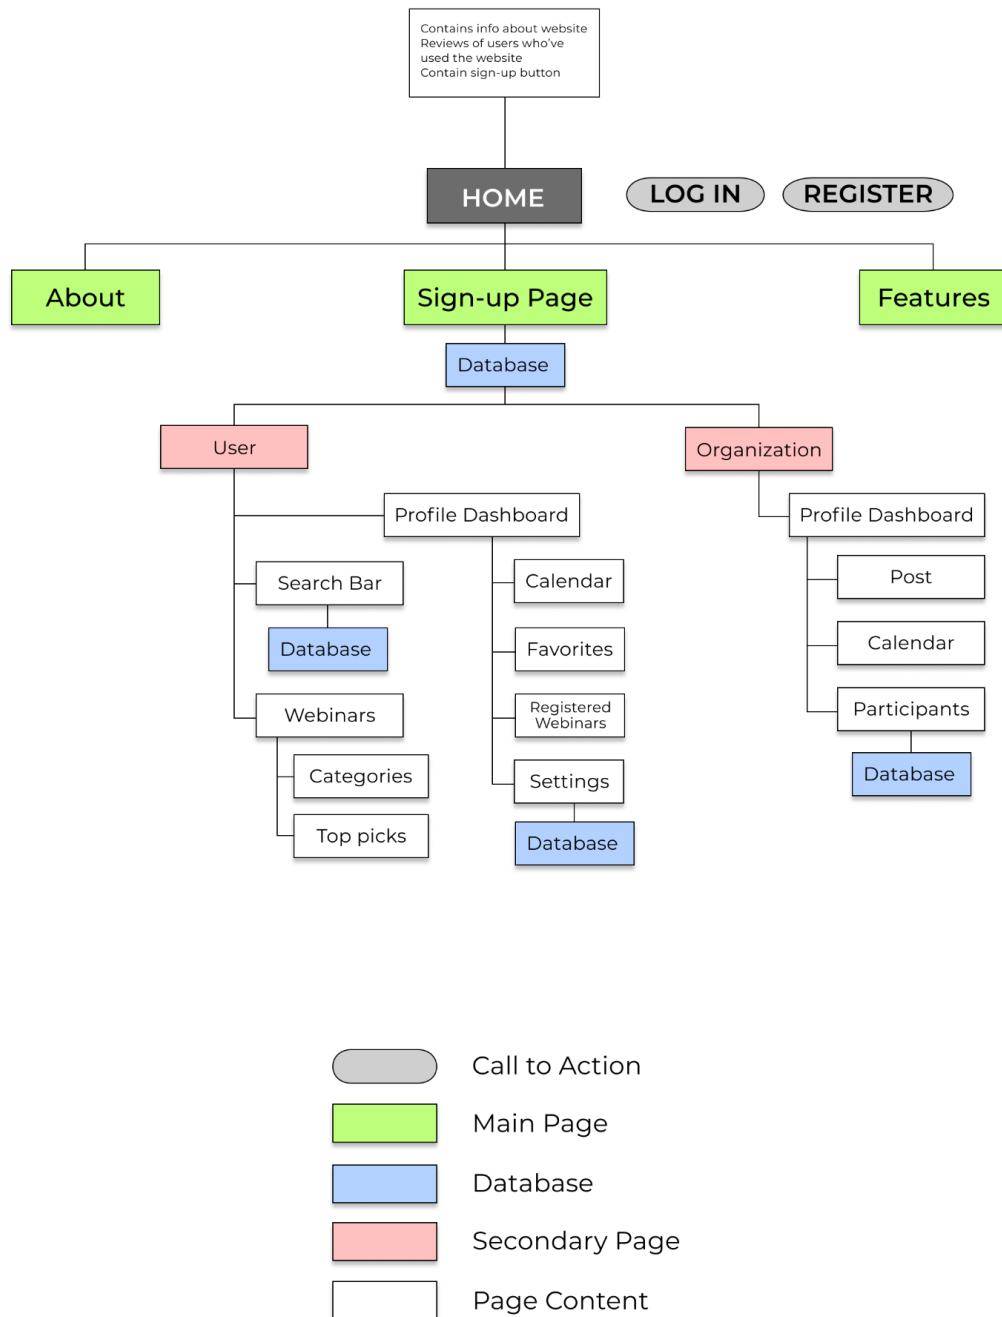 Contains info about website
Reviews of users who've
used the website
Contain sign-up button
HOME
LOG IN
REGISTER
About
Sign-up Page
Features
Database
User
Organization
Profile Dashboard
Profile Dashboard
Search Bar
Calendar
Post
Database
Favorites
Calendar
Webinars
Registered
Webinars
Participants
Categories
Settings
Database
Top picks
Database
Call to Action
Main Page
Database
Secondary Page
Page Content